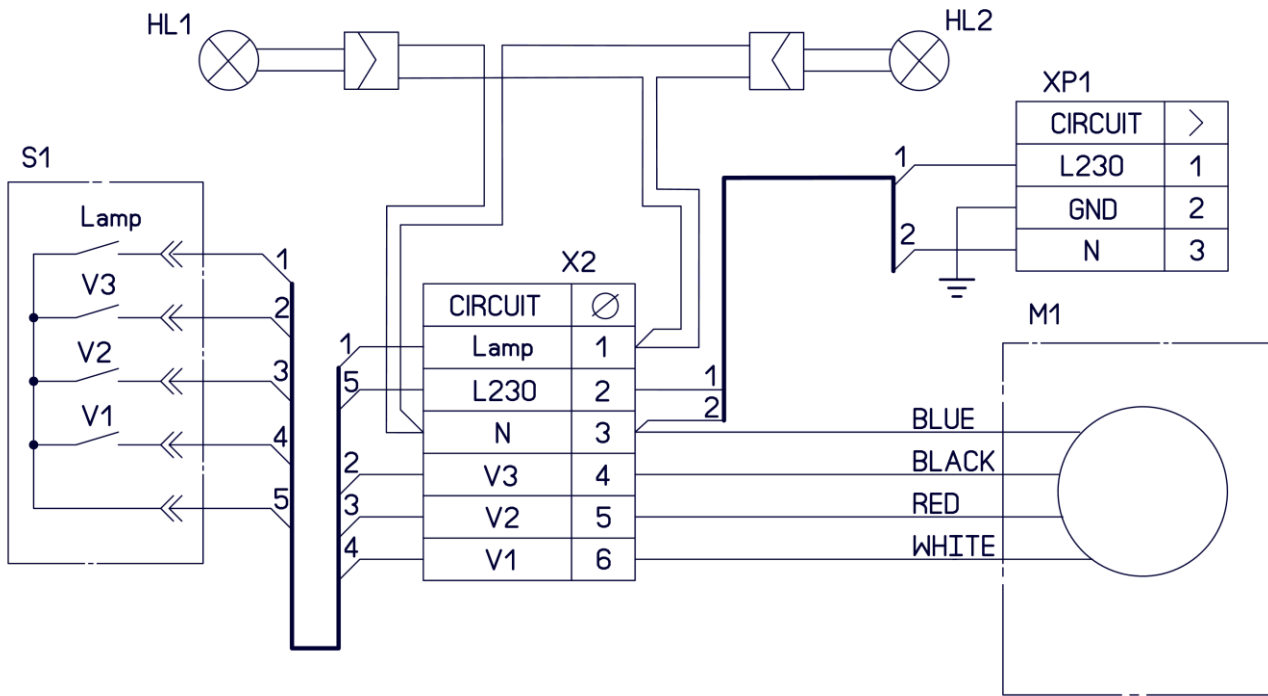 HL1
HL2
XP1
CIRCUIT >
L230 1
GND 2
N 3
1
2
S1
Lamp
V3
V2
V1
1
2
3
4
5
1
5
2
3
4
X2
CIRCUIT ∅
Lamp 1
L230 2
N 3
V3 4
V2 5
V1 6
1
2
BLUE
BLACK
RED
WHITE
M1